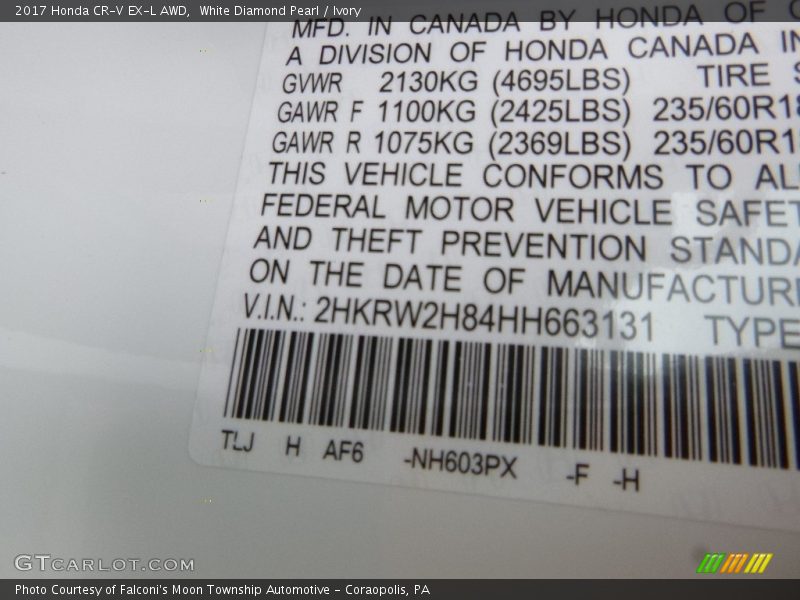 2017 Honda CR-V EX-L AWD, White Diamond Pearl / Ivory
MFD. IN CANADA BY HONDA OF
A DIVISION OF HONDA CANADA IN
GVWR 2130KG (4695LBS) TIRE S
GAWR F 1100KG (2425LBS) 235/60R18
GAWR R 1075KG (2369LBS) 235/60R1
THIS VEHICLE CONFORMS TO AL
FEDERAL MOTOR VEHICLE SAFET
AND THEFT PREVENTION STANDA
ON THE DATE OF MANUFACTUR
V.I.N.: 2HKRW2H84HH663131 TYPE
TLJ H AF6 -NH603PX -F -H
GTCARLOT.COM
Photo Courtesy of Falconi's Moon Township Automotive - Coraopolis, PA